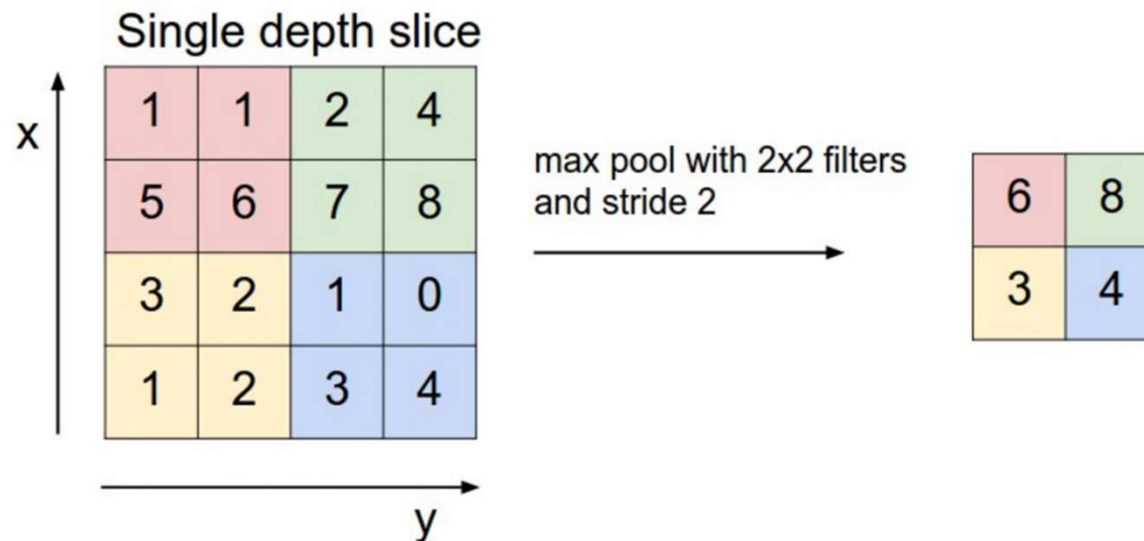 Single depth slice
x
1 1 2 4
5 6 7 8
3 2 1 0
1 2 3 4
y
max pool with 2x2 filters
and stride 2
6 8
3 4